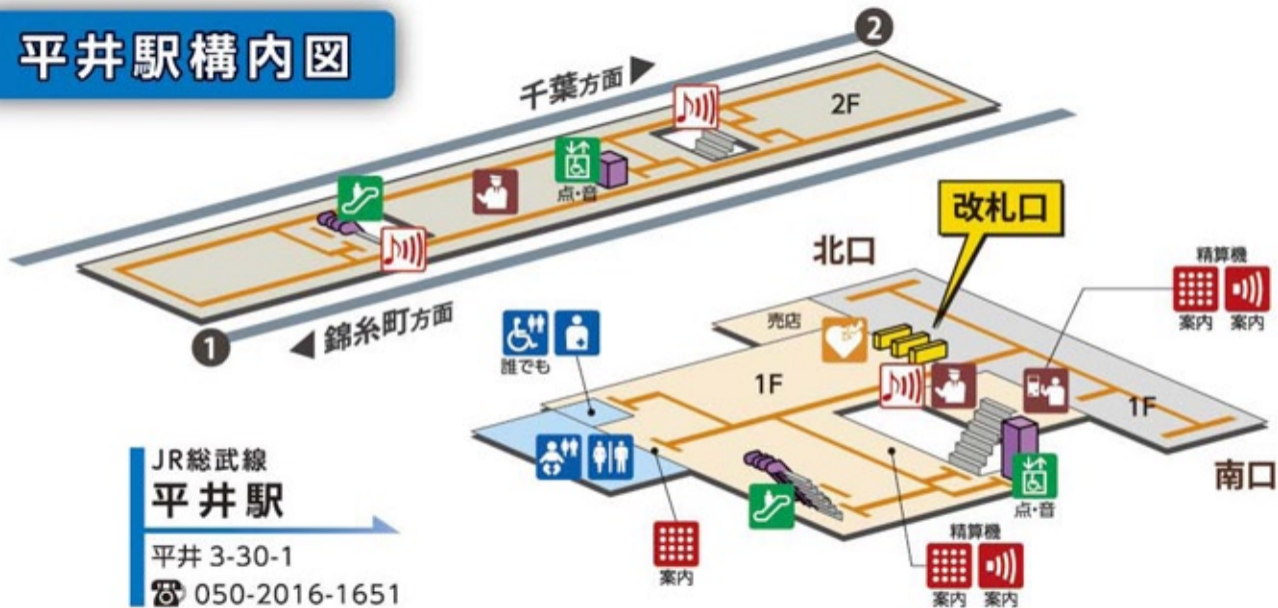 平井駅構内図
2
千葉方面 ▶
2F
点・音
改札口
北口
精算機
案内 案内
1
◀ 錦糸町方面
売店
誰でも
1F
1F
南口
点・音
精算機
案内
案内 案内
JR総武線
平井駅
平井 3-30-1
☎ 050-2016-1651